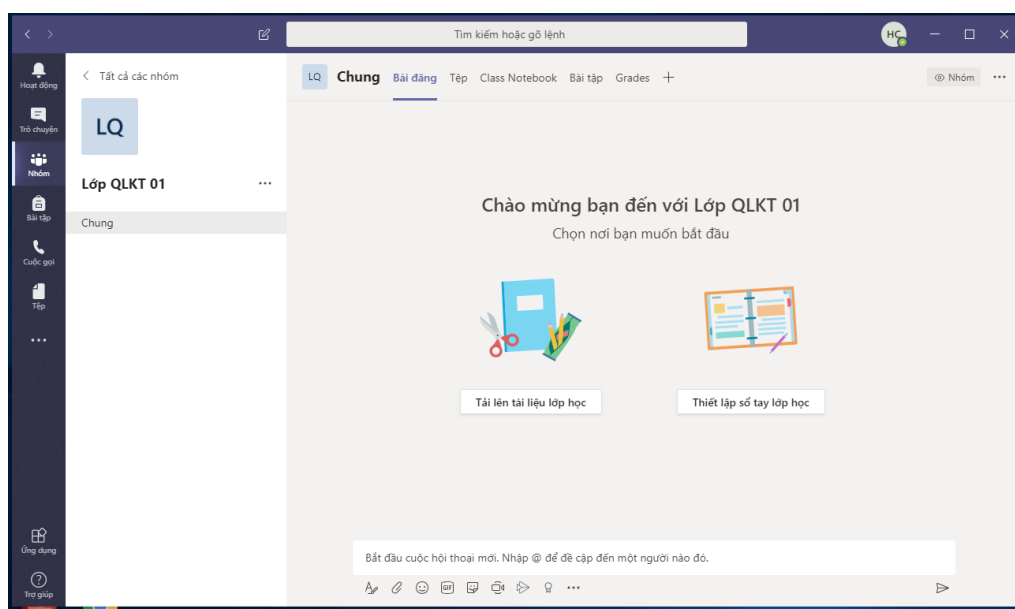 Tìm kiếm hoặc gõ lệnh
HC
Hoạt động
Trò chuyện
Nhóm
Bài tập
Cuộc gọi
Tệp
Ứng dụng
Trợ giúp
Tất cả các nhóm
LQ
Lớp QLKT 01
Chung
LQ Chung Bài đăng Tệp Class Notebook Bài tập Grades
Nhóm
Chào mừng bạn đến với Lớp QLKT 01
Chọn nơi bạn muốn bắt đầu
Tải lên tài liệu lớp học
Thiết lập sổ tay lớp học
Bắt đầu cuộc hội thoại mới. Nhập @ để đề cập đến một người nào đó.
GIF